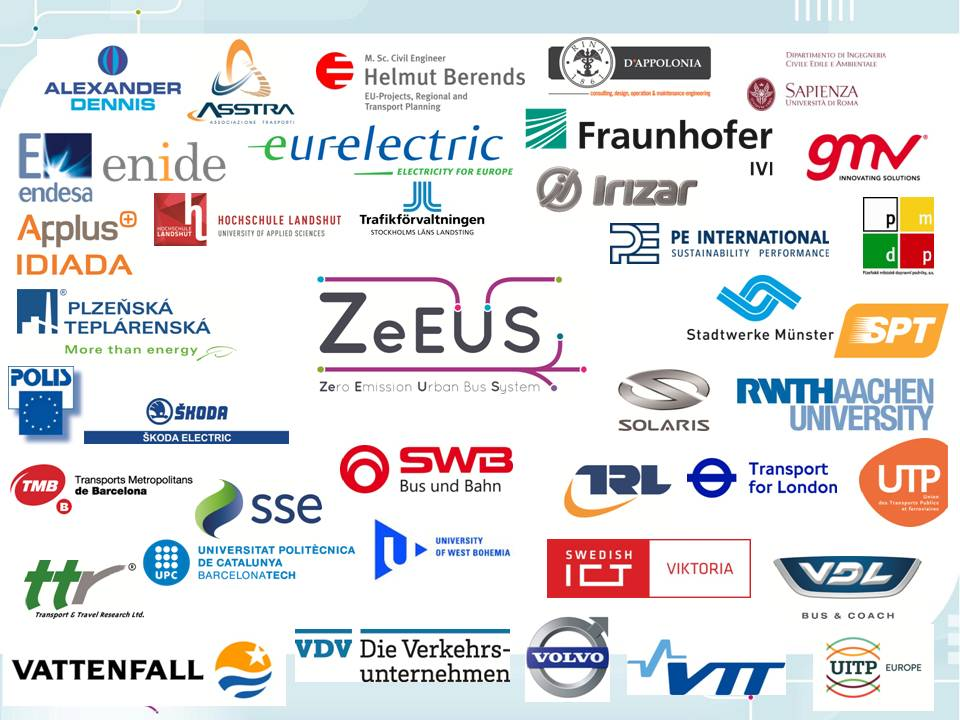 ALEXANDER
DENNIS
ASSTRA
ASSOCIAZIONE TRASPORTI
M. Sc. Civil Engineer
Helmut Berends
EU-Projects, Regional and
Transport Planning
RINA
1861
D'APPOLONIA
consulting, design, operation & maintenance engineering
DIPARTIMENTO DI INGEGNERIA
CIVILE EDILE E AMBIENTALE
SAPIENZA
UNIVERSITÀ DI ROMA
E
endesa
enide
eurelectric
ELECTRICITY FOR EUROPE
Fraunhofer
IVI
gmv®
INNOVATING SOLUTIONS
Irizar
Applus+
IDIADA
h
HOCHSCHULE
LANDSHUT
HOCHSCHULE LANDSHUT
UNIVERSITY OF APPLIED SCIENCES
Trafikförvaltningen
STOCKHOLMS LÄNS LANDSTING
PE
PE INTERNATIONAL
SUSTAINABILITY PERFORMANCE
p m
d p
Plzeňské městské dopravní podniky, a.s.
®
PLZEŇSKÁ
TEPLÁRENSKÁ
More than energy
ZeEUS
Zero Emission Urban Bus System
Stadtwerke Münster
SPT
POLIS
ŠKODA
ŠKODA ELECTRIC
S
SOLARIS
RWTHAACHEN
UNIVERSITY
TMB
B
Transports Metropolitans
de Barcelona
sse
SWB
Bus und Bahn
TRL
Transport
for London
UTP
Union
des Transports Publics
et ferroviaires
UPC
UNIVERSITAT POLITÈCNICA
DE CATALUNYA
BARCELONATECH
UNIVERSITY
OF WEST BOHEMIA
SWEDISH
ICT
VIKTORIA
ttr®
Transport & Travel Research Ltd.
VDL
BUS & COACH
VATTENFALL
VDV
Die Verkehrs-
unternehmen
VOLVO
VTT
UITP
EUROPE